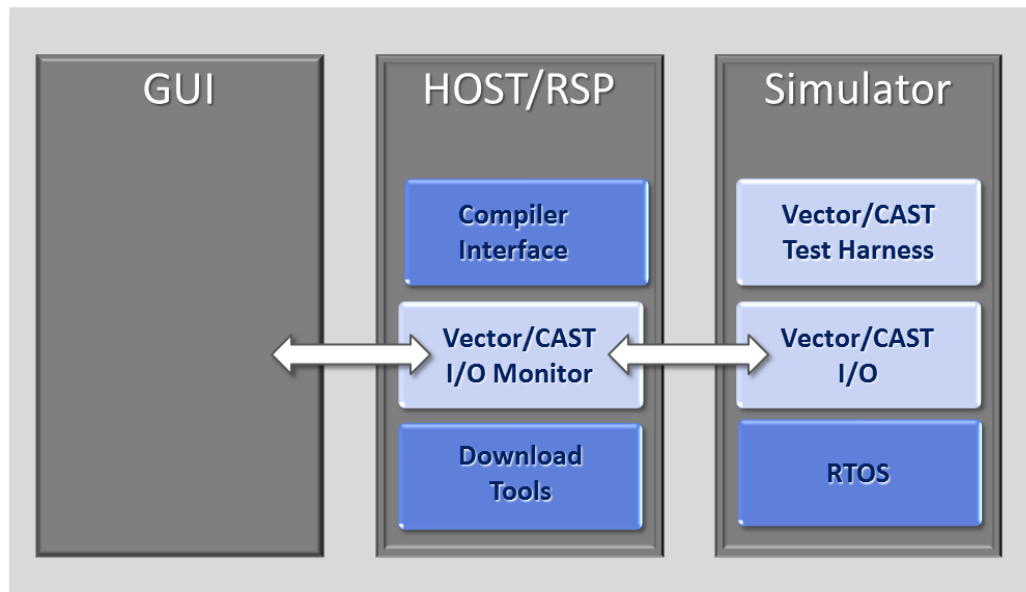 GUI
HOST/RSP
Compiler
Interface
Vector/CAST
I/O Monitor
Download
Tools
Simulator
Vector/CAST
Test Harness
Vector/CAST
I/O
RTOS